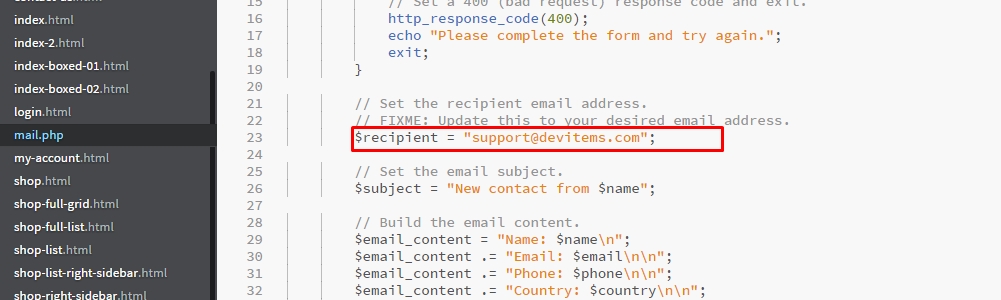 index.html
index-2.html
index-boxed-01.html
index-boxed-02.html
login.html
mail.php
my-account.html
shop.html
shop-full-grid.html
shop-full-list.html
shop-list.html
shop-list-right-sidebar.html
shop-right-sidebar.html
15 // Set a 400 (bad request) response code and exit.
16 http_response_code(400);
17 echo "Please complete the form and try again.";
18 exit;
19 }
20
21 // Set the recipient email address.
22 // FIXME: Update this to your desired email address.
23 $recipient = "support@devitems.com";
24
25 // Set the email subject.
26 $subject = "New contact from $name";
27
28 // Build the email content.
29 $email_content = "Name: $name\n";
30 $email_content .= "Email: $email\n\n";
31 $email_content .= "Phone: $phone\n\n";
32 $email_content .= "Country: $country\n\n";